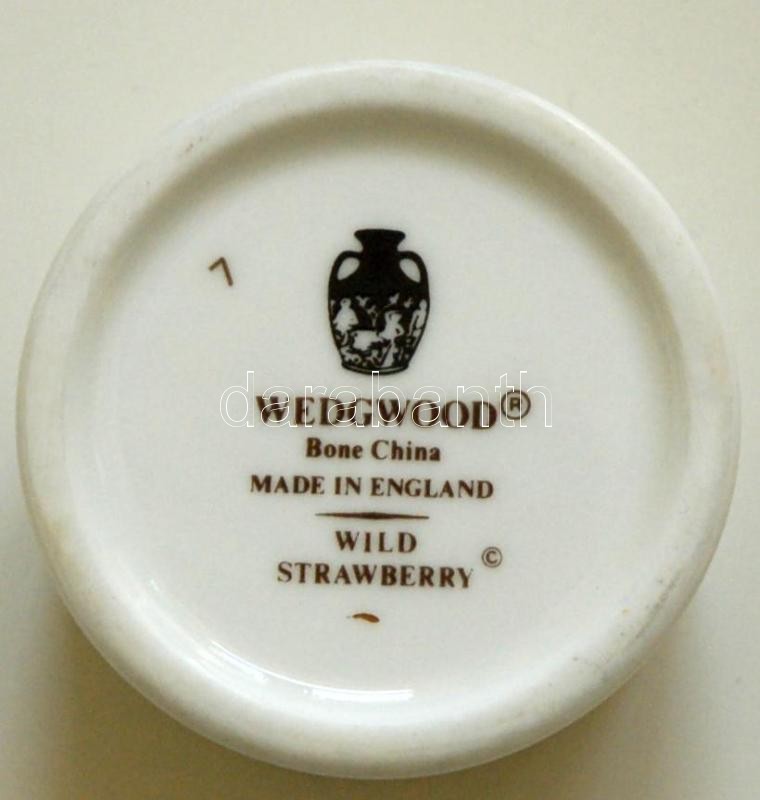 7
WEDGWOOD®
Bone China
MADE IN ENGLAND
WILD
STRAWBERRY ©
darabanth